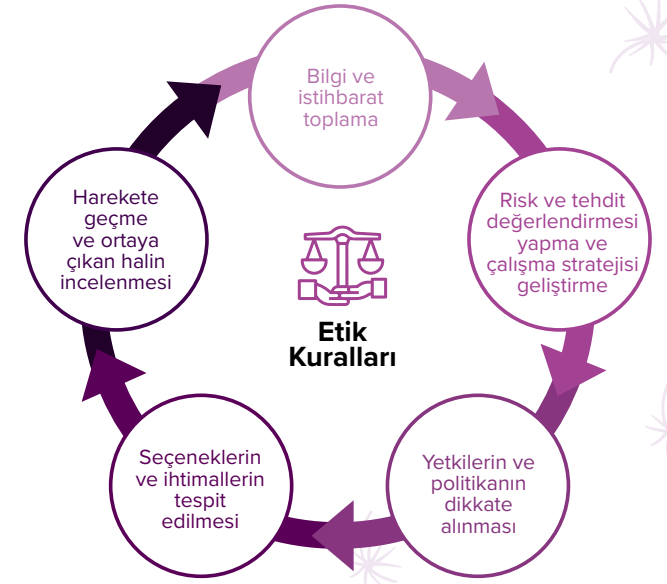 Bilgi ve
istihbarat
toplama
Risk ve tehdit
değerlendirmesi
yapma ve
çalışma stratejisi
geliştirme
Yetkilerin ve
politikanın
dikkate
alınması
Seçeneklerin
ve ihtimallerin
tespit
edilmesi
Harekete
geçme
ve ortaya
çıkan halin
incelenmesi
Etik
Kuralları